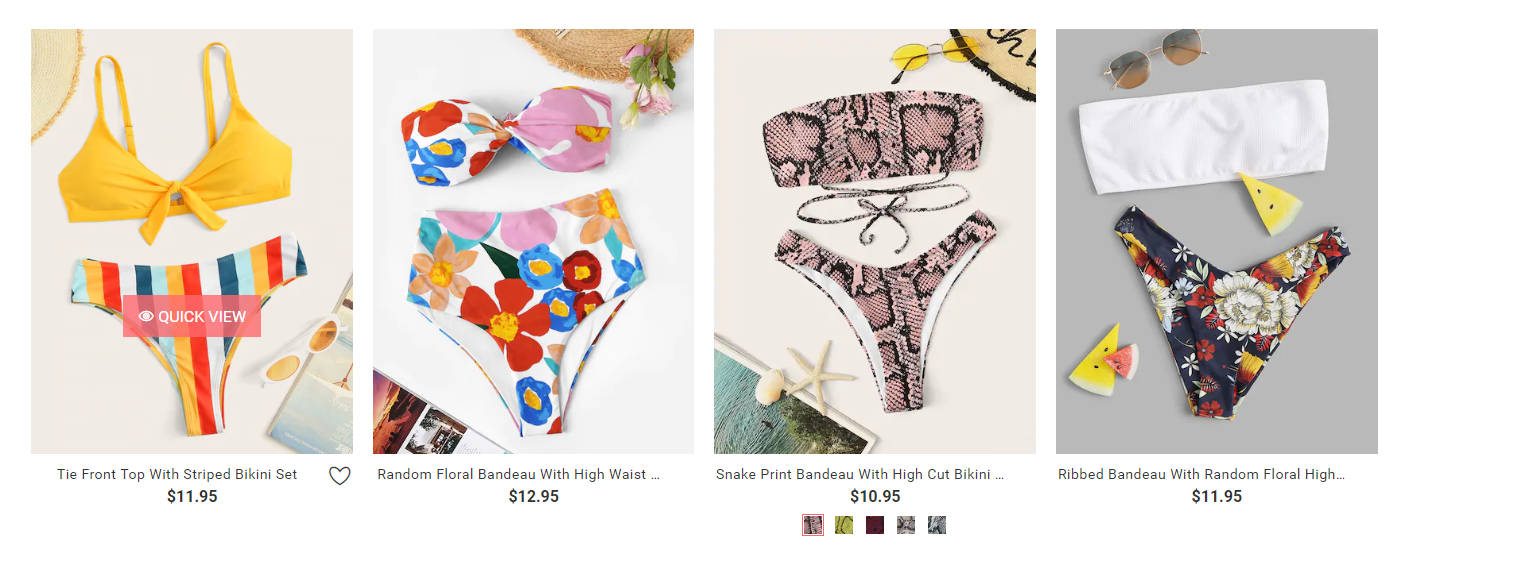 QUICK VIEW
Tie Front Top With Striped Bikini Set
$11.95
Random Floral Bandeau With High Waist ...
$12.95
Snake Print Bandeau With High Cut Bikini ...
$10.95
Ribbed Bandeau With Random Floral High...
$11.95